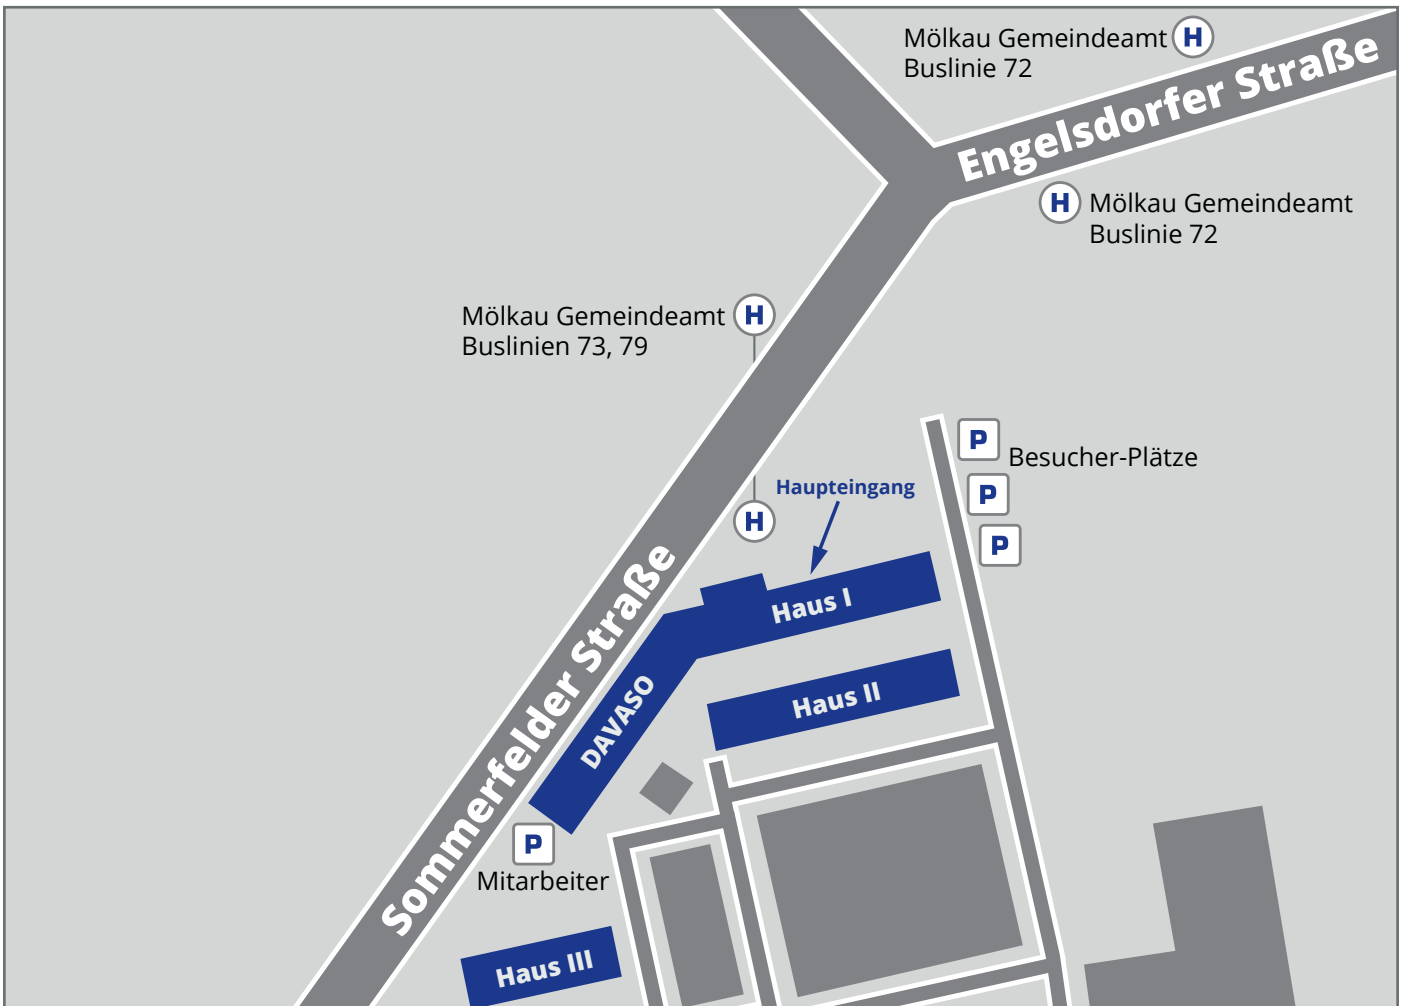 Mölkau Gemeindeamt H
Buslinie 72
Engelsdorfer Straße
H Mölkau Gemeindeamt
Buslinie 72
Mölkau Gemeindeamt H
Buslinien 73, 79
P
Besucher-Plätze
P
P
Haupteingang
H
Sommerfelder Straße
Haus I
DAVASO
Haus II
P
Mitarbeiter
Haus III